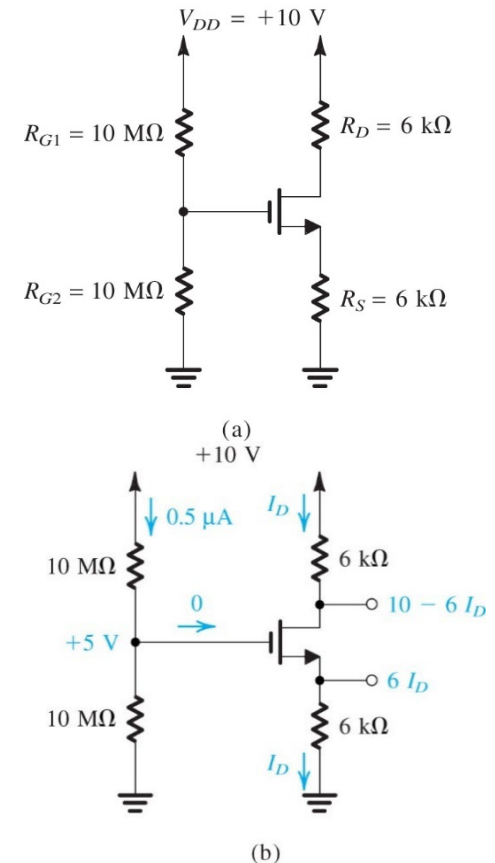 V_DD = +10 V
R_G1 = 10 MΩ
R_D = 6 kΩ
R_G2 = 10 MΩ
R_S = 6 kΩ
(a)
+10 V
0.5 μA
I_D
10 MΩ
6 kΩ
0
10 − 6 I_D
+5 V
6 I_D
10 MΩ
6 kΩ
I_D
(b)